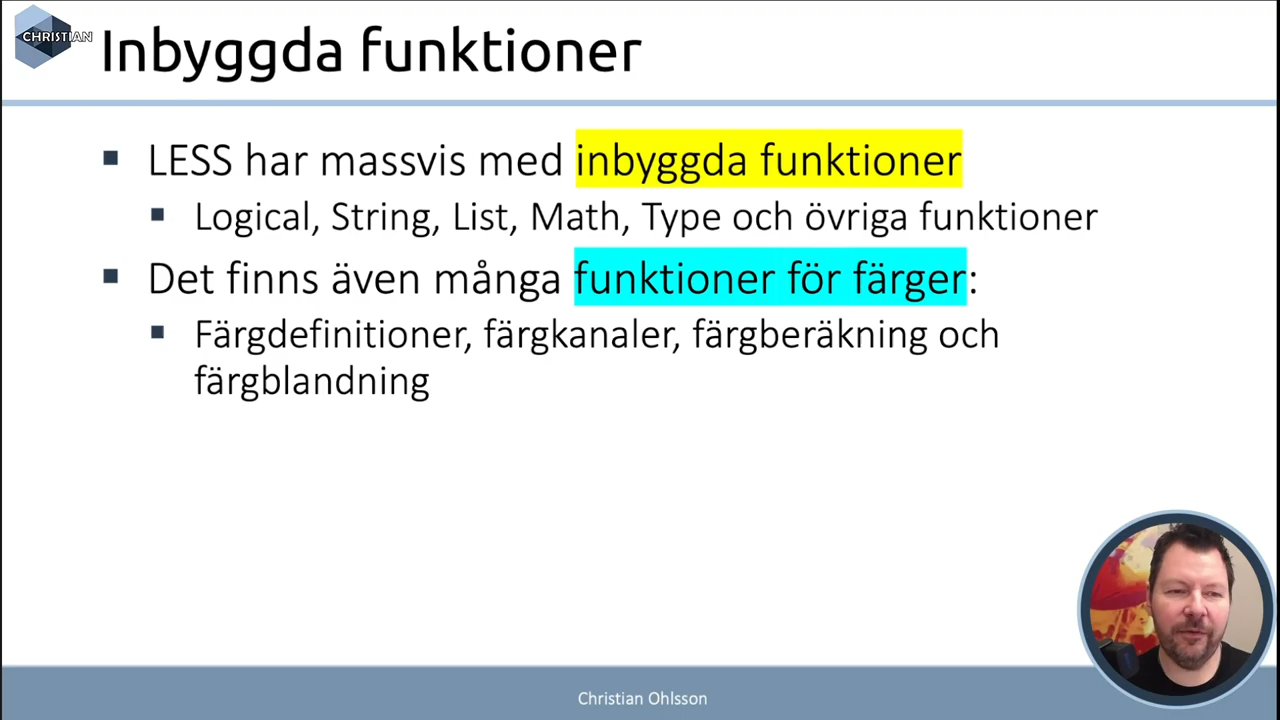 CHRISTIAN
Inbyggda funktioner
LESS har massvis med inbyggda funktioner
Logical, String, List, Math, Type och övriga funktioner
Det finns även många funktioner för färger:
Färgdefinitioner, färgkanaler, färgberäkning och
färgblandning
Christian Ohlsson